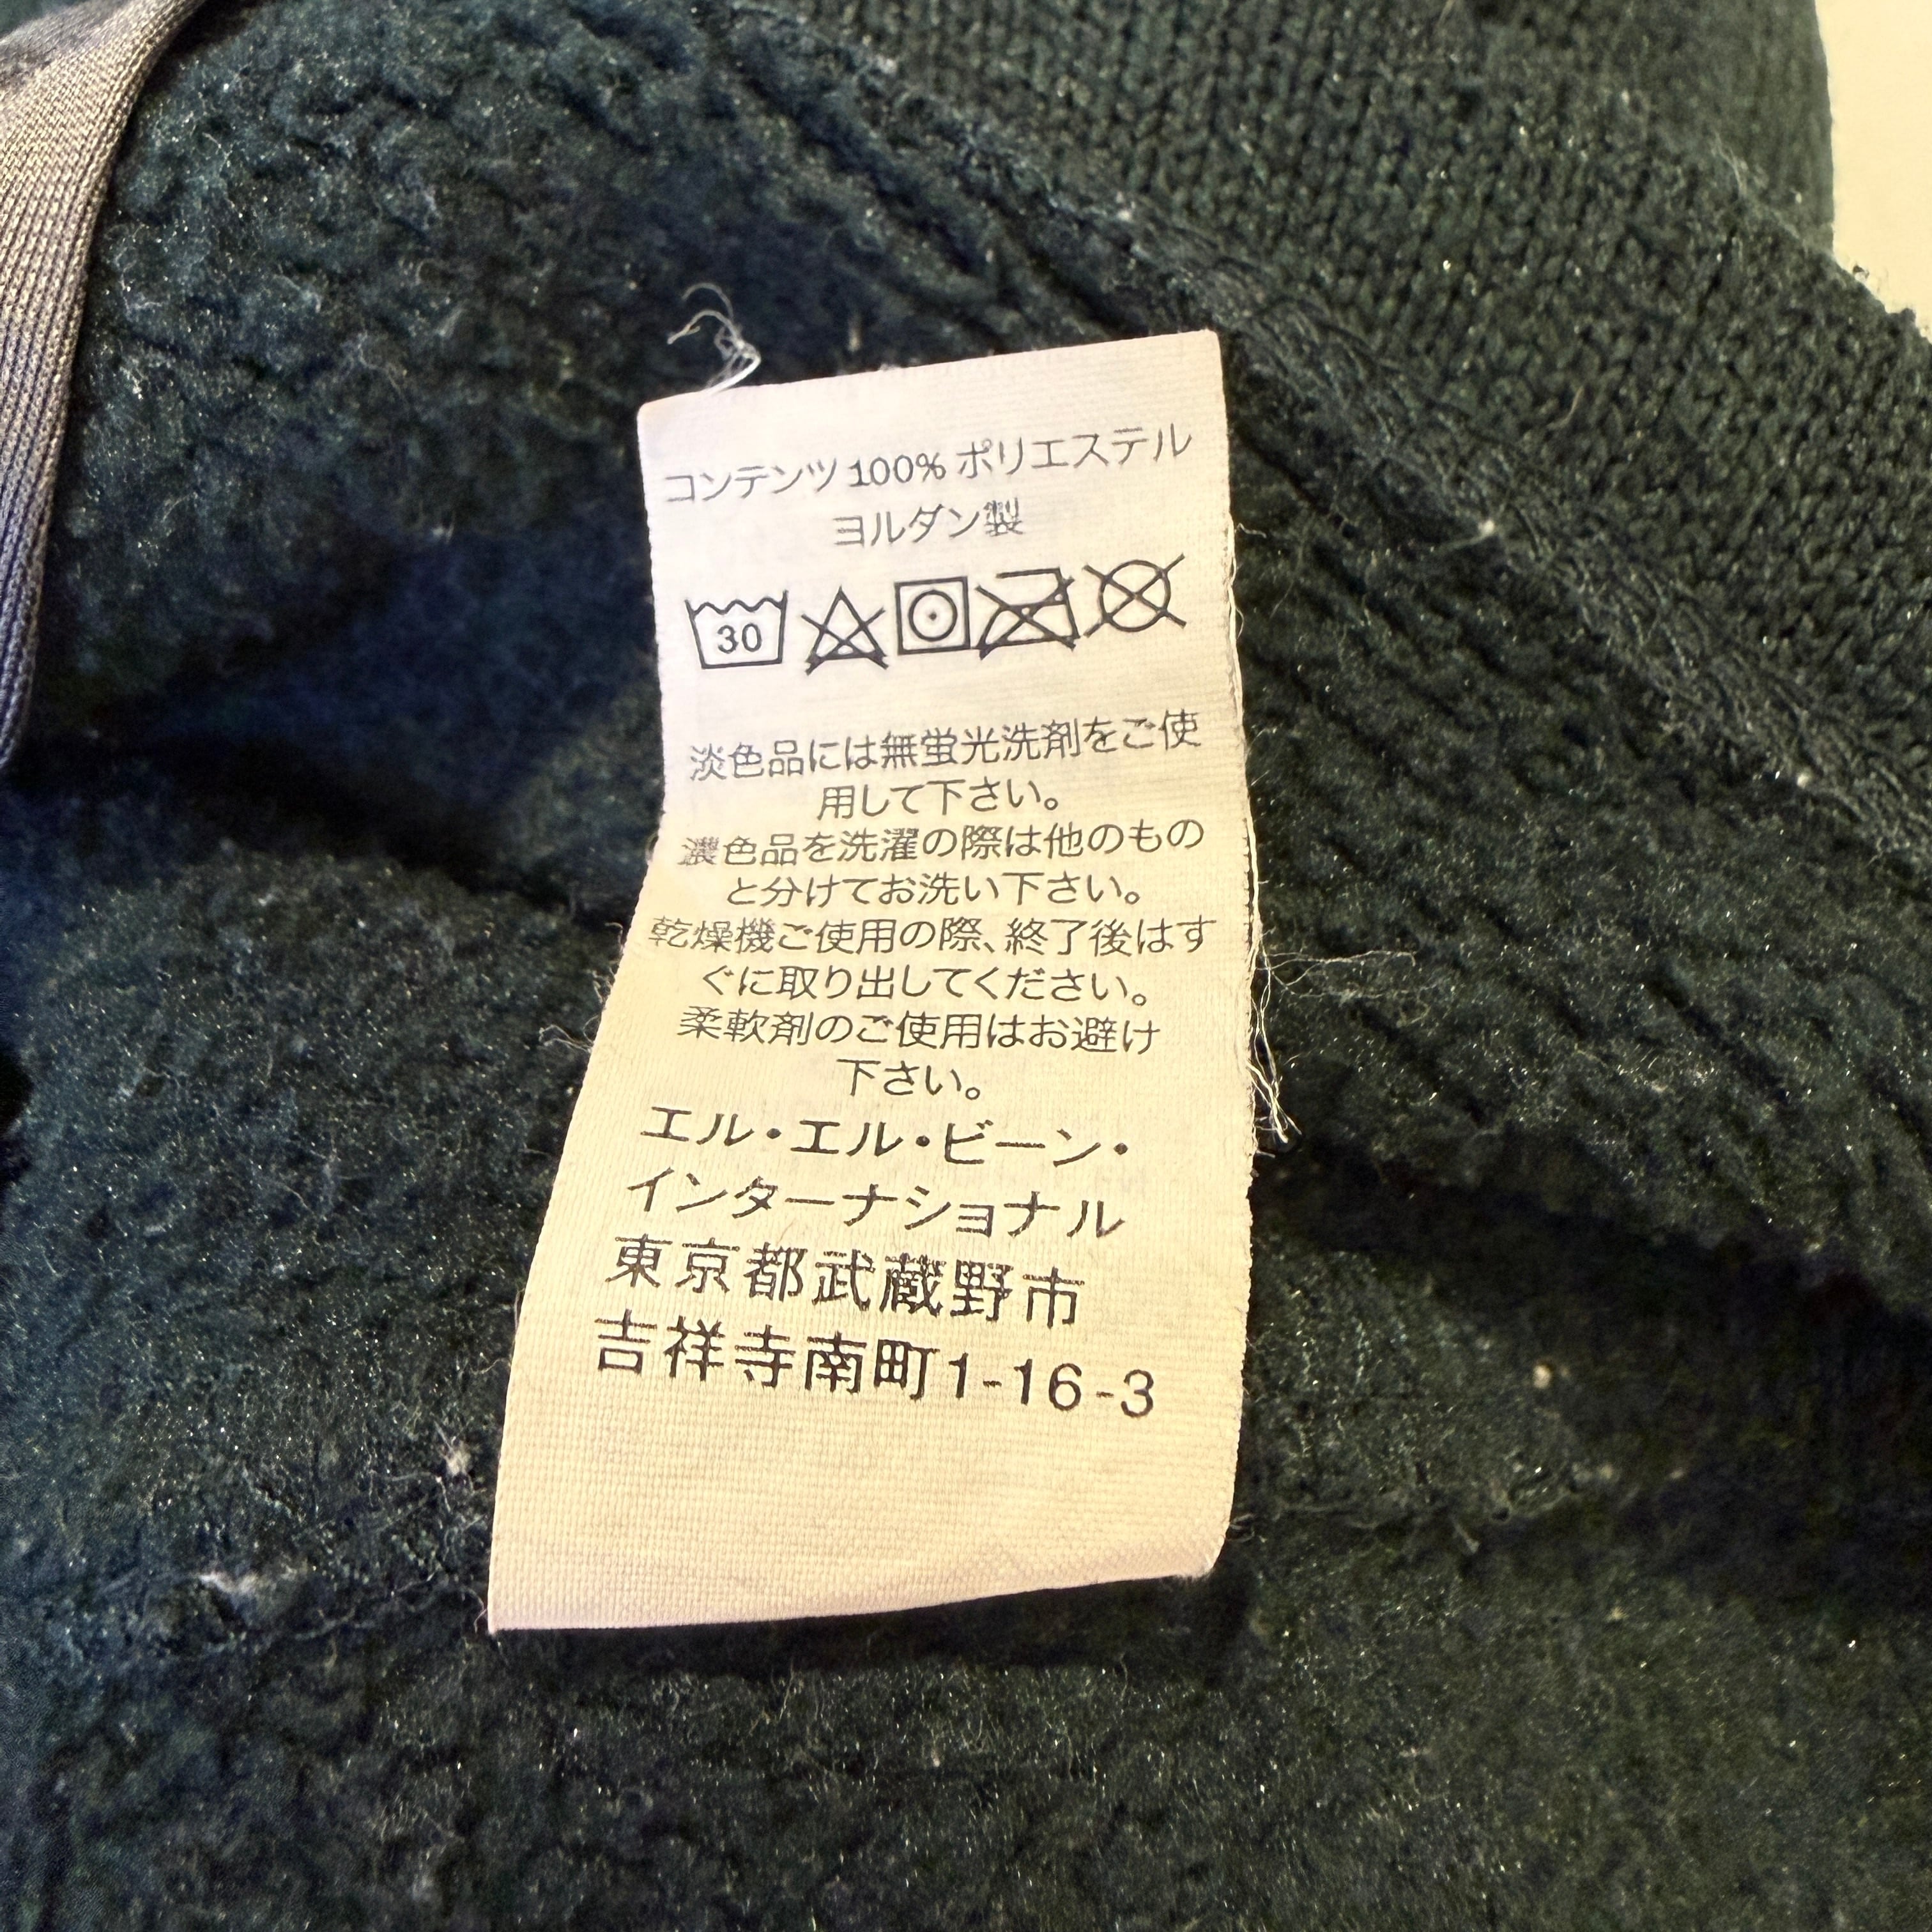 コンテンツ 100% ポリエステル
ヨルダン製
30
淡色品には無蛍光洗剤をご使
用して下さい。
濃色品を洗濯の際は他のもの
と分けてお洗い下さい。
乾燥機ご使用の際、終了後はす
ぐに取り出してください。
柔軟剤のご使用はお避け
下さい。
エル・エル・ビーン・
インターナショナル
東京都武蔵野市
吉祥寺南町1-16-3